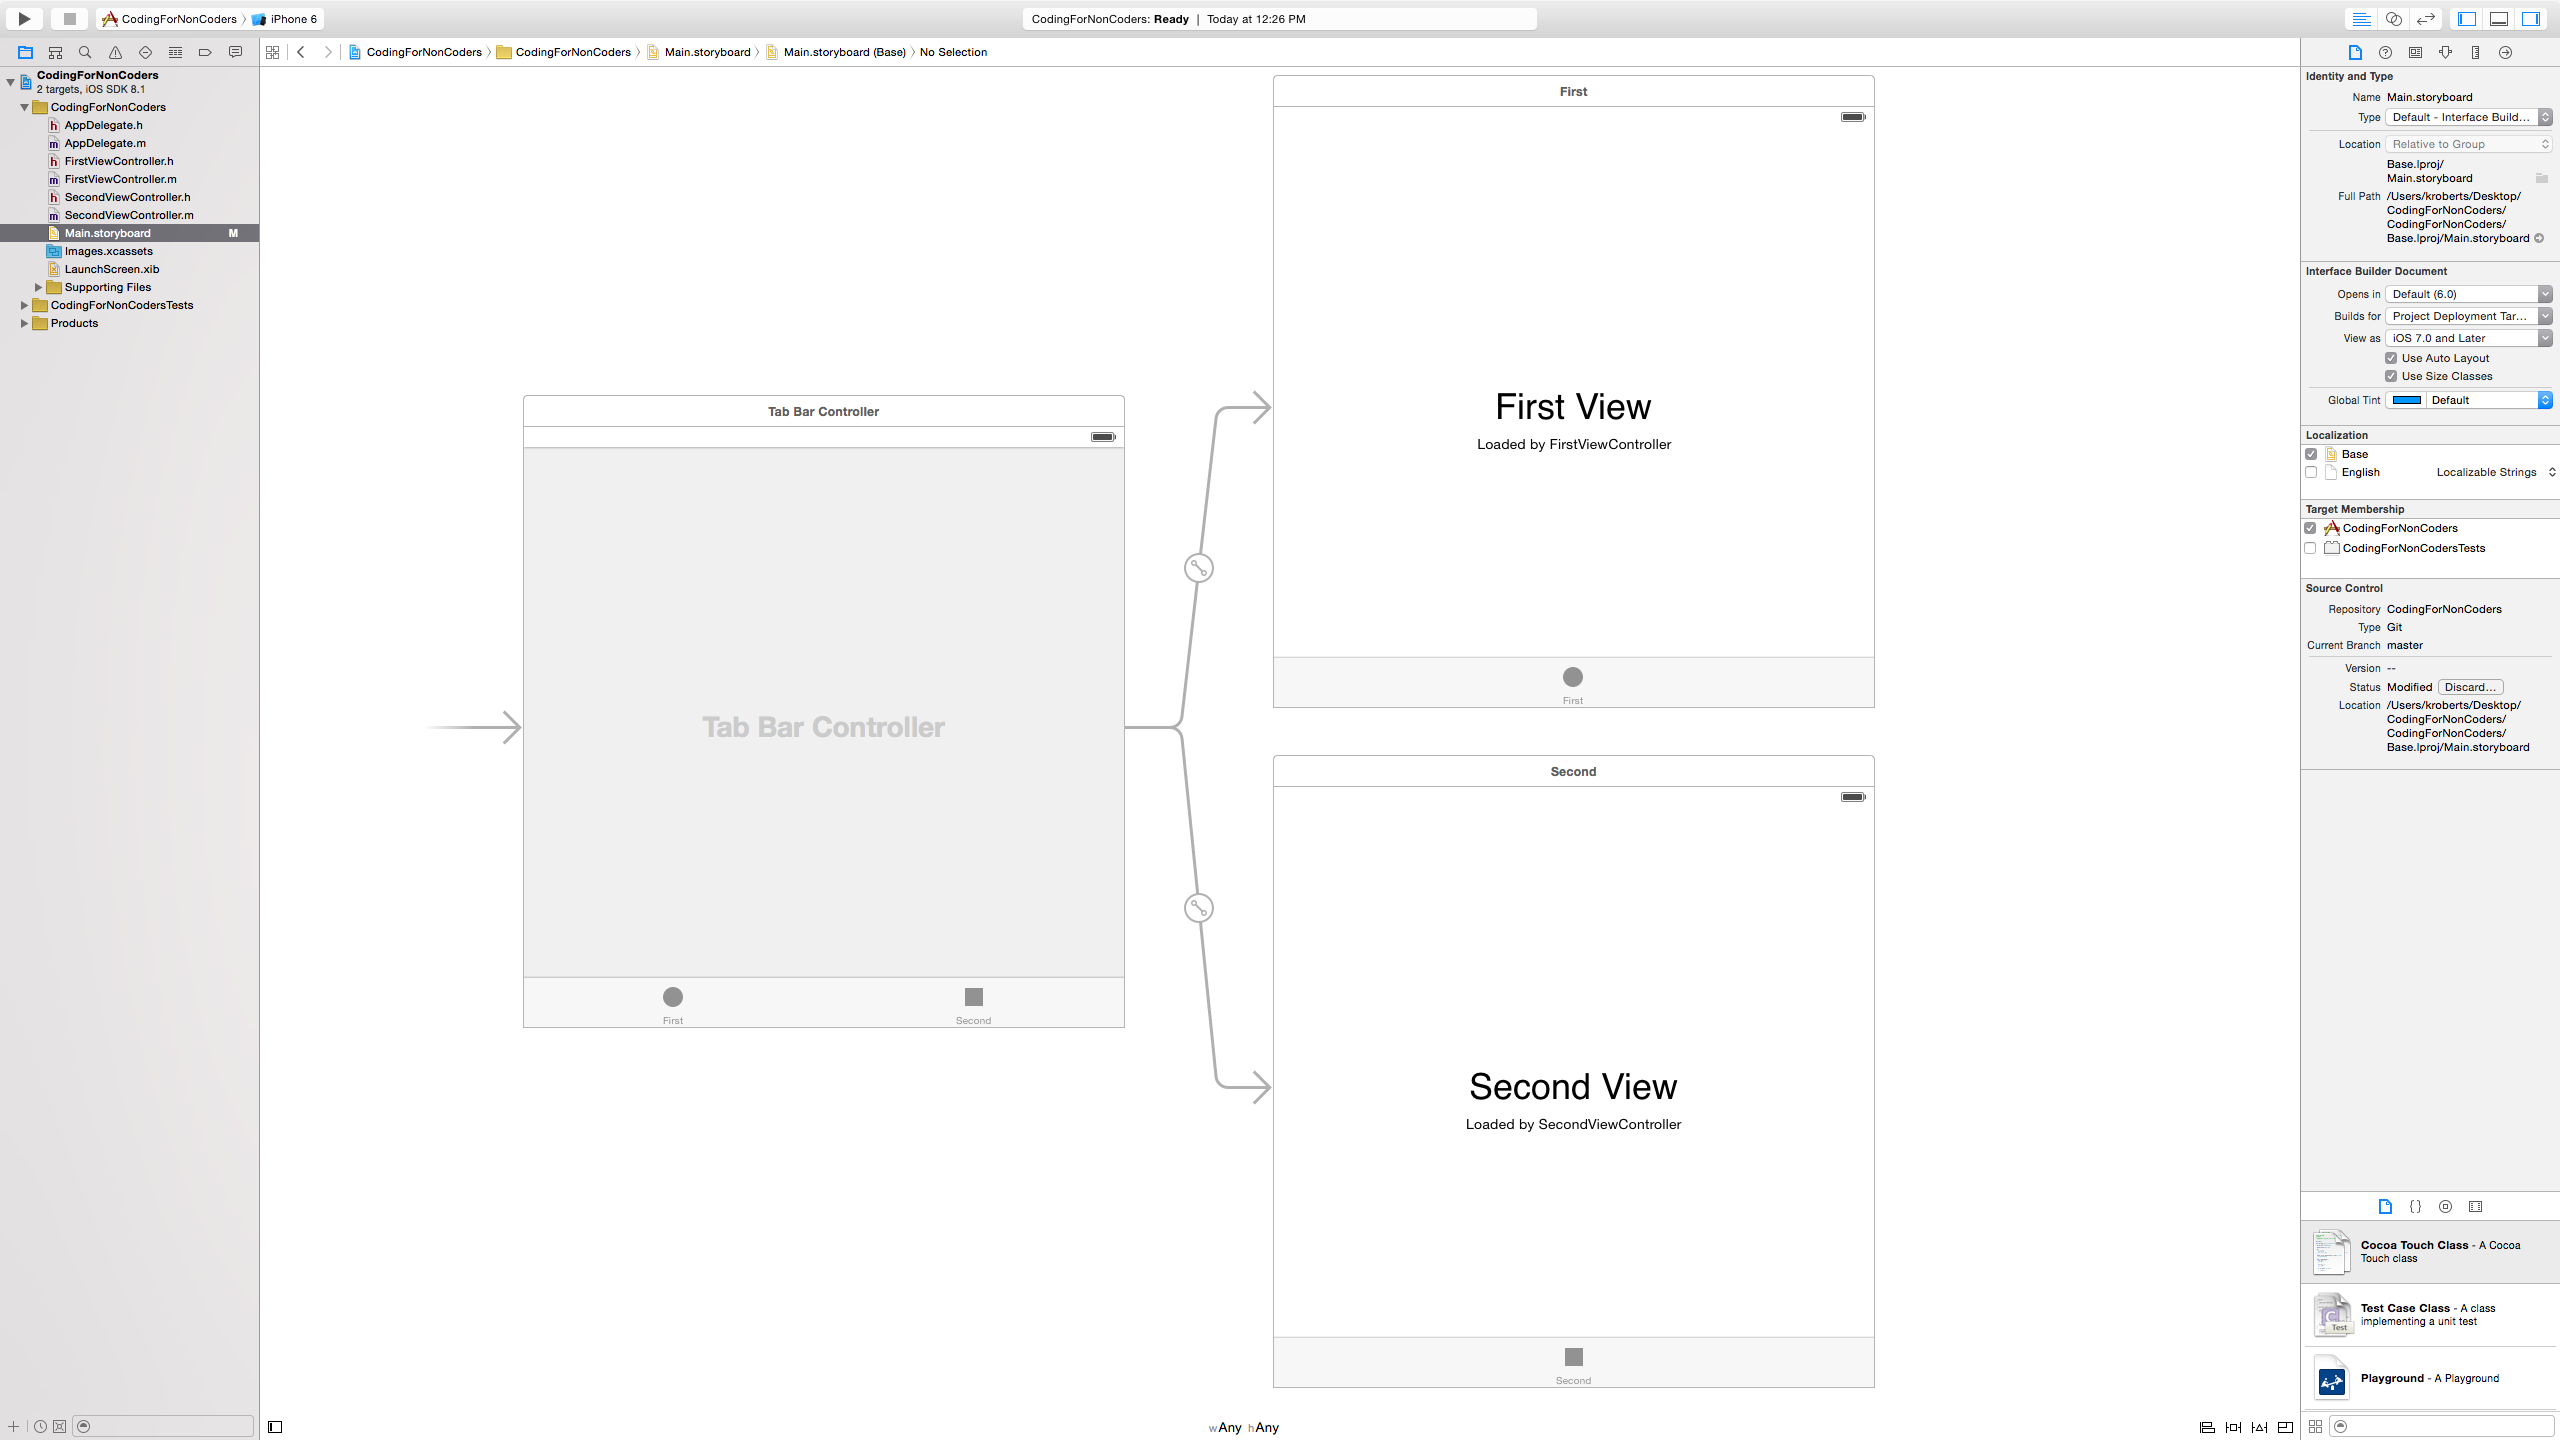 CodingForNonCoders
iPhone 6
CodingForNonCoders: Ready | Today at 12:26 PM
CodingForNonCoders
CodingForNonCoders
Main.storyboard
Main.storyboard (Base)
No Selection
CodingForNonCoders
2 targets, iOS SDK 8.1
CodingForNonCoders
h AppDelegate.h
m AppDelegate.m
h FirstViewController.h
m FirstViewController.m
h SecondViewController.h
m SecondViewController.m
Main.storyboard M
Images.xcassets
LaunchScreen.xib
Supporting Files
CodingForNonCodersTests
Products
Tab Bar Controller
Tab Bar Controller
First
Second
First
First View
Loaded by FirstViewController
First
Second
Second View
Loaded by SecondViewController
Second
wAny hAny
Identity and Type
Name Main.storyboard
Type Default - Interface Build...
Location Relative to Group
Base.lproj/
Main.storyboard
Full Path /Users/kroberts/Desktop/
CodingForNonCoders/
CodingForNonCoders/
Base.lproj/Main.storyboard
Interface Builder Document
Opens in Default (6.0)
Builds for Project Deployment Tar...
View as iOS 7.0 and Later
Use Auto Layout
Use Size Classes
Global Tint Default
Localization
Base
English Localizable Strings
Target Membership
CodingForNonCoders
CodingForNonCodersTests
Source Control
Repository CodingForNonCoders
Type Git
Current Branch master
Version --
Status Modified Discard...
Location /Users/kroberts/Desktop/
CodingForNonCoders/
CodingForNonCoders/
Base.lproj/Main.storyboard
{}
Cocoa Touch Class - A Cocoa
Touch class
Test Case Class - A class
implementing a unit test
Test
Playground - A Playground